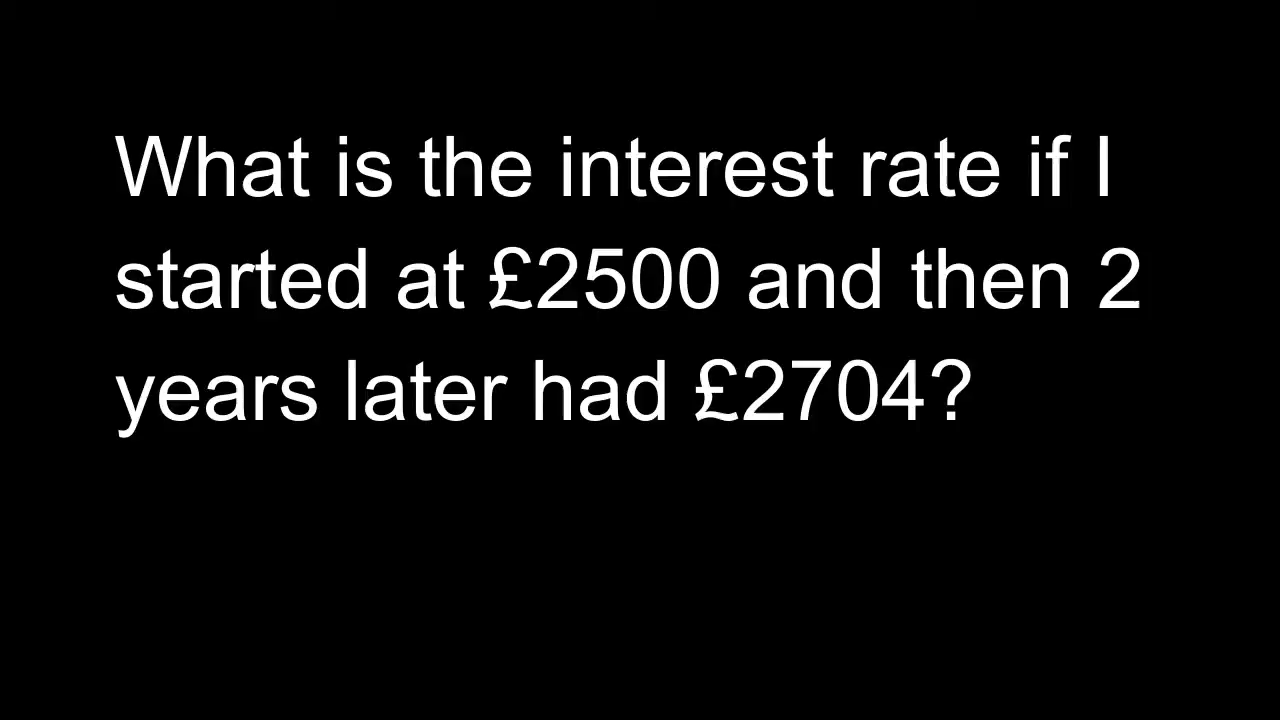 What is the interest rate if I
started at £2500 and then 2
years later had £2704?